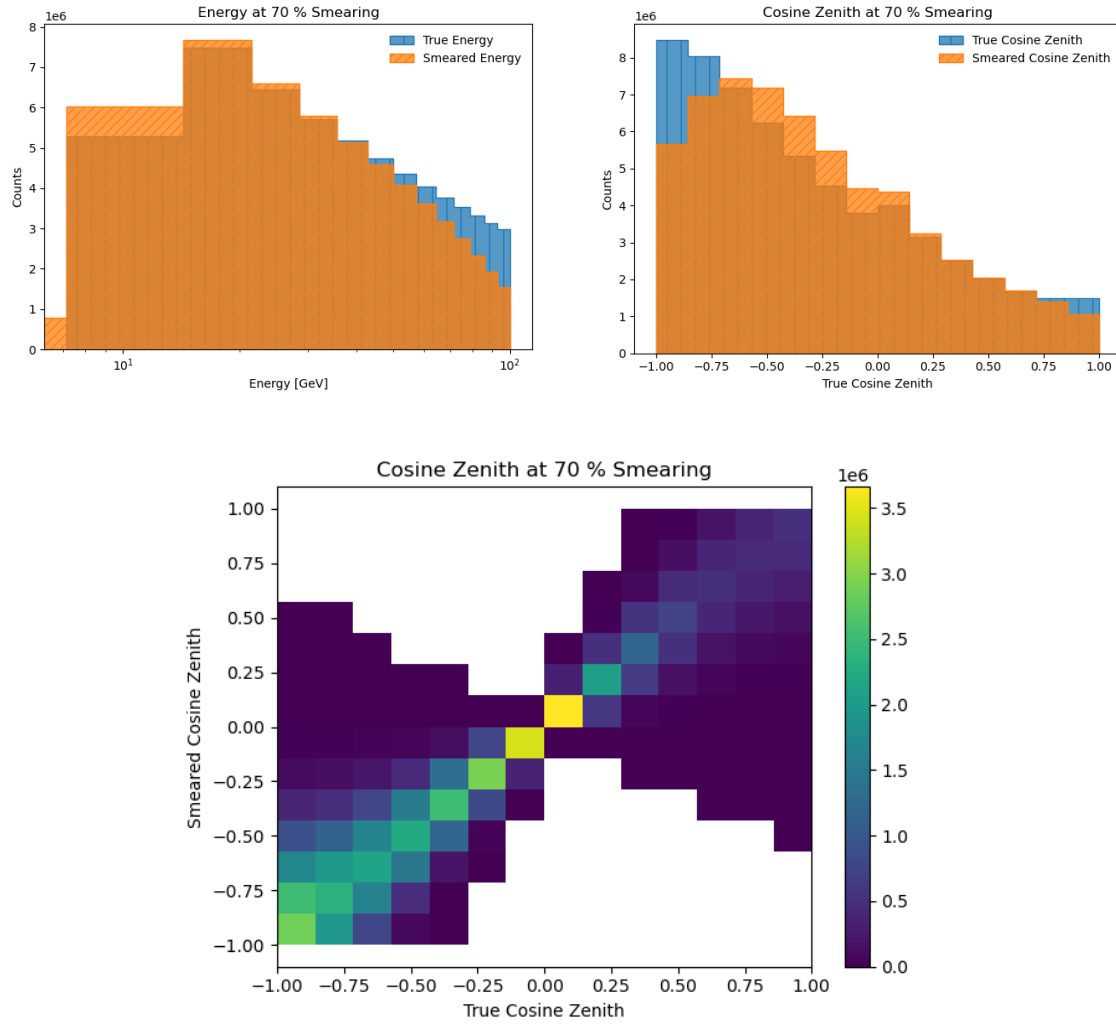 Energy at 70 % Smearing
1e6
True Energy
Smeared Energy
Counts
8
7
6
5
4
3
2
1
0
10¹
10²
Energy [GeV]
Cosine Zenith at 70 % Smearing
1e6
True Cosine Zenith
Smeared Cosine Zenith
Counts
8
7
6
5
4
3
2
1
0
−1.00 −0.75 −0.50 −0.25 0.00 0.25 0.50 0.75 1.00
True Cosine Zenith
Cosine Zenith at 70 % Smearing
Smeared Cosine Zenith
1.00
0.75
0.50
0.25
0.00
−0.25
−0.50
−0.75
−1.00
−1.00 −0.75 −0.50 −0.25 0.00 0.25 0.50 0.75 1.00
True Cosine Zenith
1e6
3.5
3.0
2.5
2.0
1.5
1.0
0.5
0.0